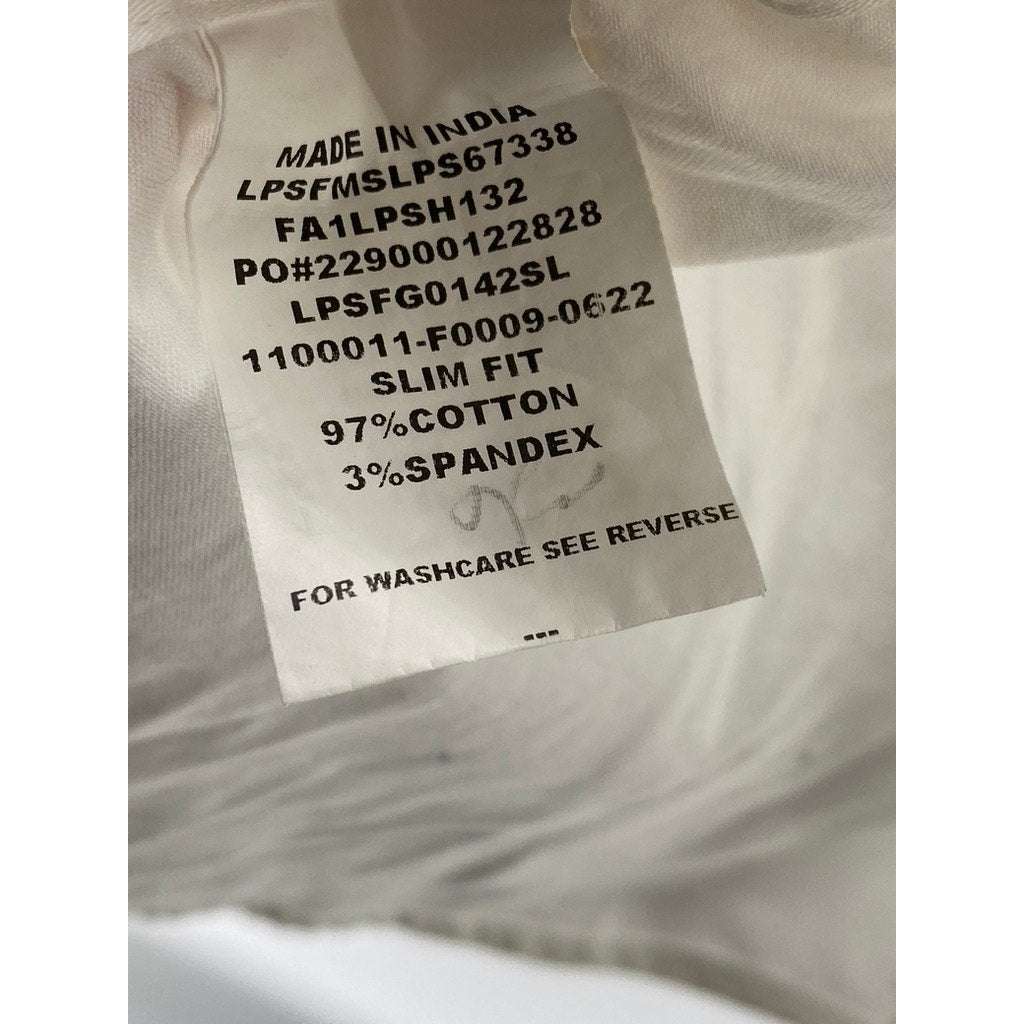 MADE IN INDIA
LPSFMSLPS67338
FA1LPSH132
PO#229000122828
LPSFG0142SL
1100011-F0009-0622
SLIM FIT
97%COTTON
3%SPANDEX
FOR WASHCARE SEE REVERSE
---